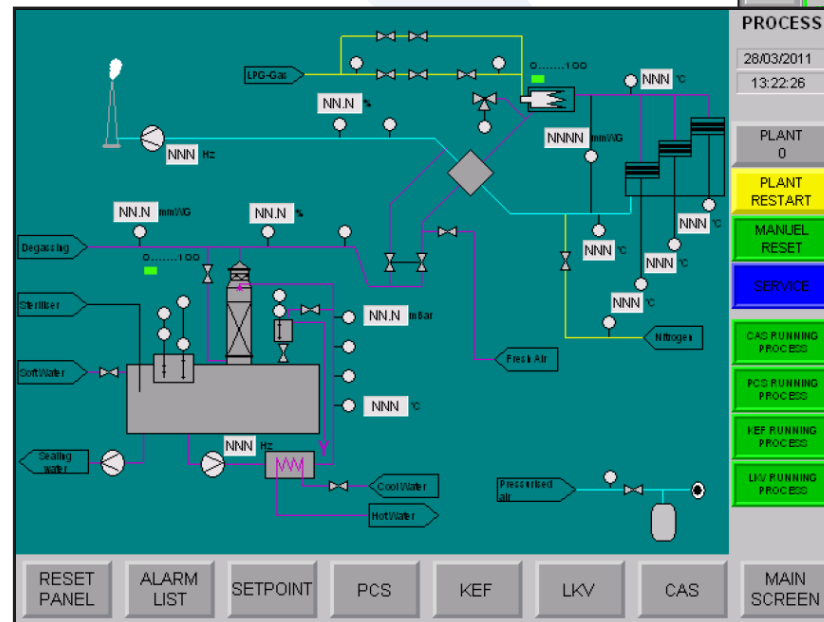 PROCESS
28/03/2011
13:22:26
PLANT
0
PLANT
RESTART
MANUEL
RESET
SERVICE
CAS RUNNING
PROCESS
PCS RUNNING
PROCESS
KEF RUNNING
PROCESS
LKV RUNNING
PROCESS
LPG-Gas
0.......100
NNN °C
NN.N %
NNNN mmWG
NNN Hz
NN.N mmWG
NN.N %
NNN °C
NNN °C
NNN °C
NNN °C
Degassing
0.......100
Steriliser
NN.N mBar
Nitrogen
Fresh Air
Soft Water
NNN °C
NNN Hz
Sealing
water
Cool Water
Pressurised
air
Hot Water
RESET
PANEL
ALARM
LIST
SETPOINT
PCS
KEF
LKV
CAS
MAIN
SCREEN